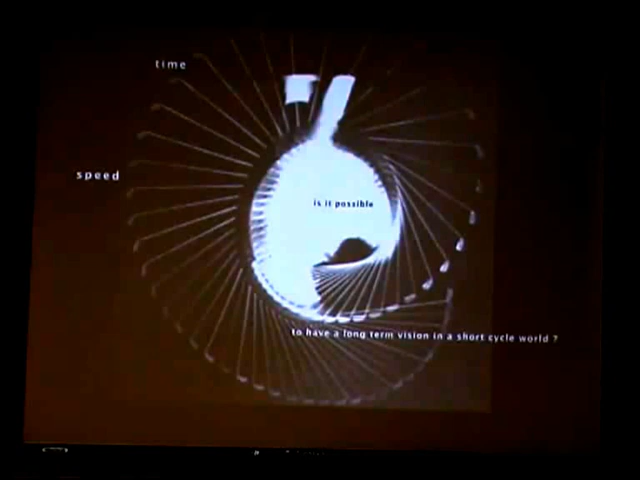 time
speed
is it possible
to have a long term vision in a short cycle world ?